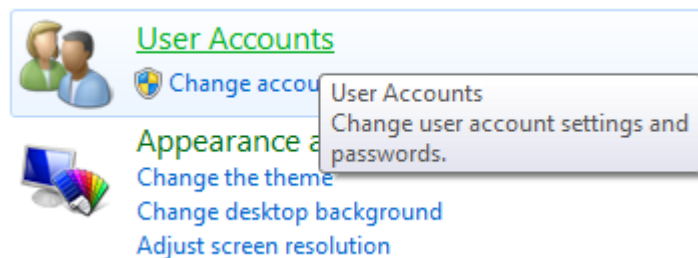 User Accounts
Change accou
User Accounts
Change user account settings and
passwords.
Appearance a
Change the theme
Change desktop background
Adjust screen resolution